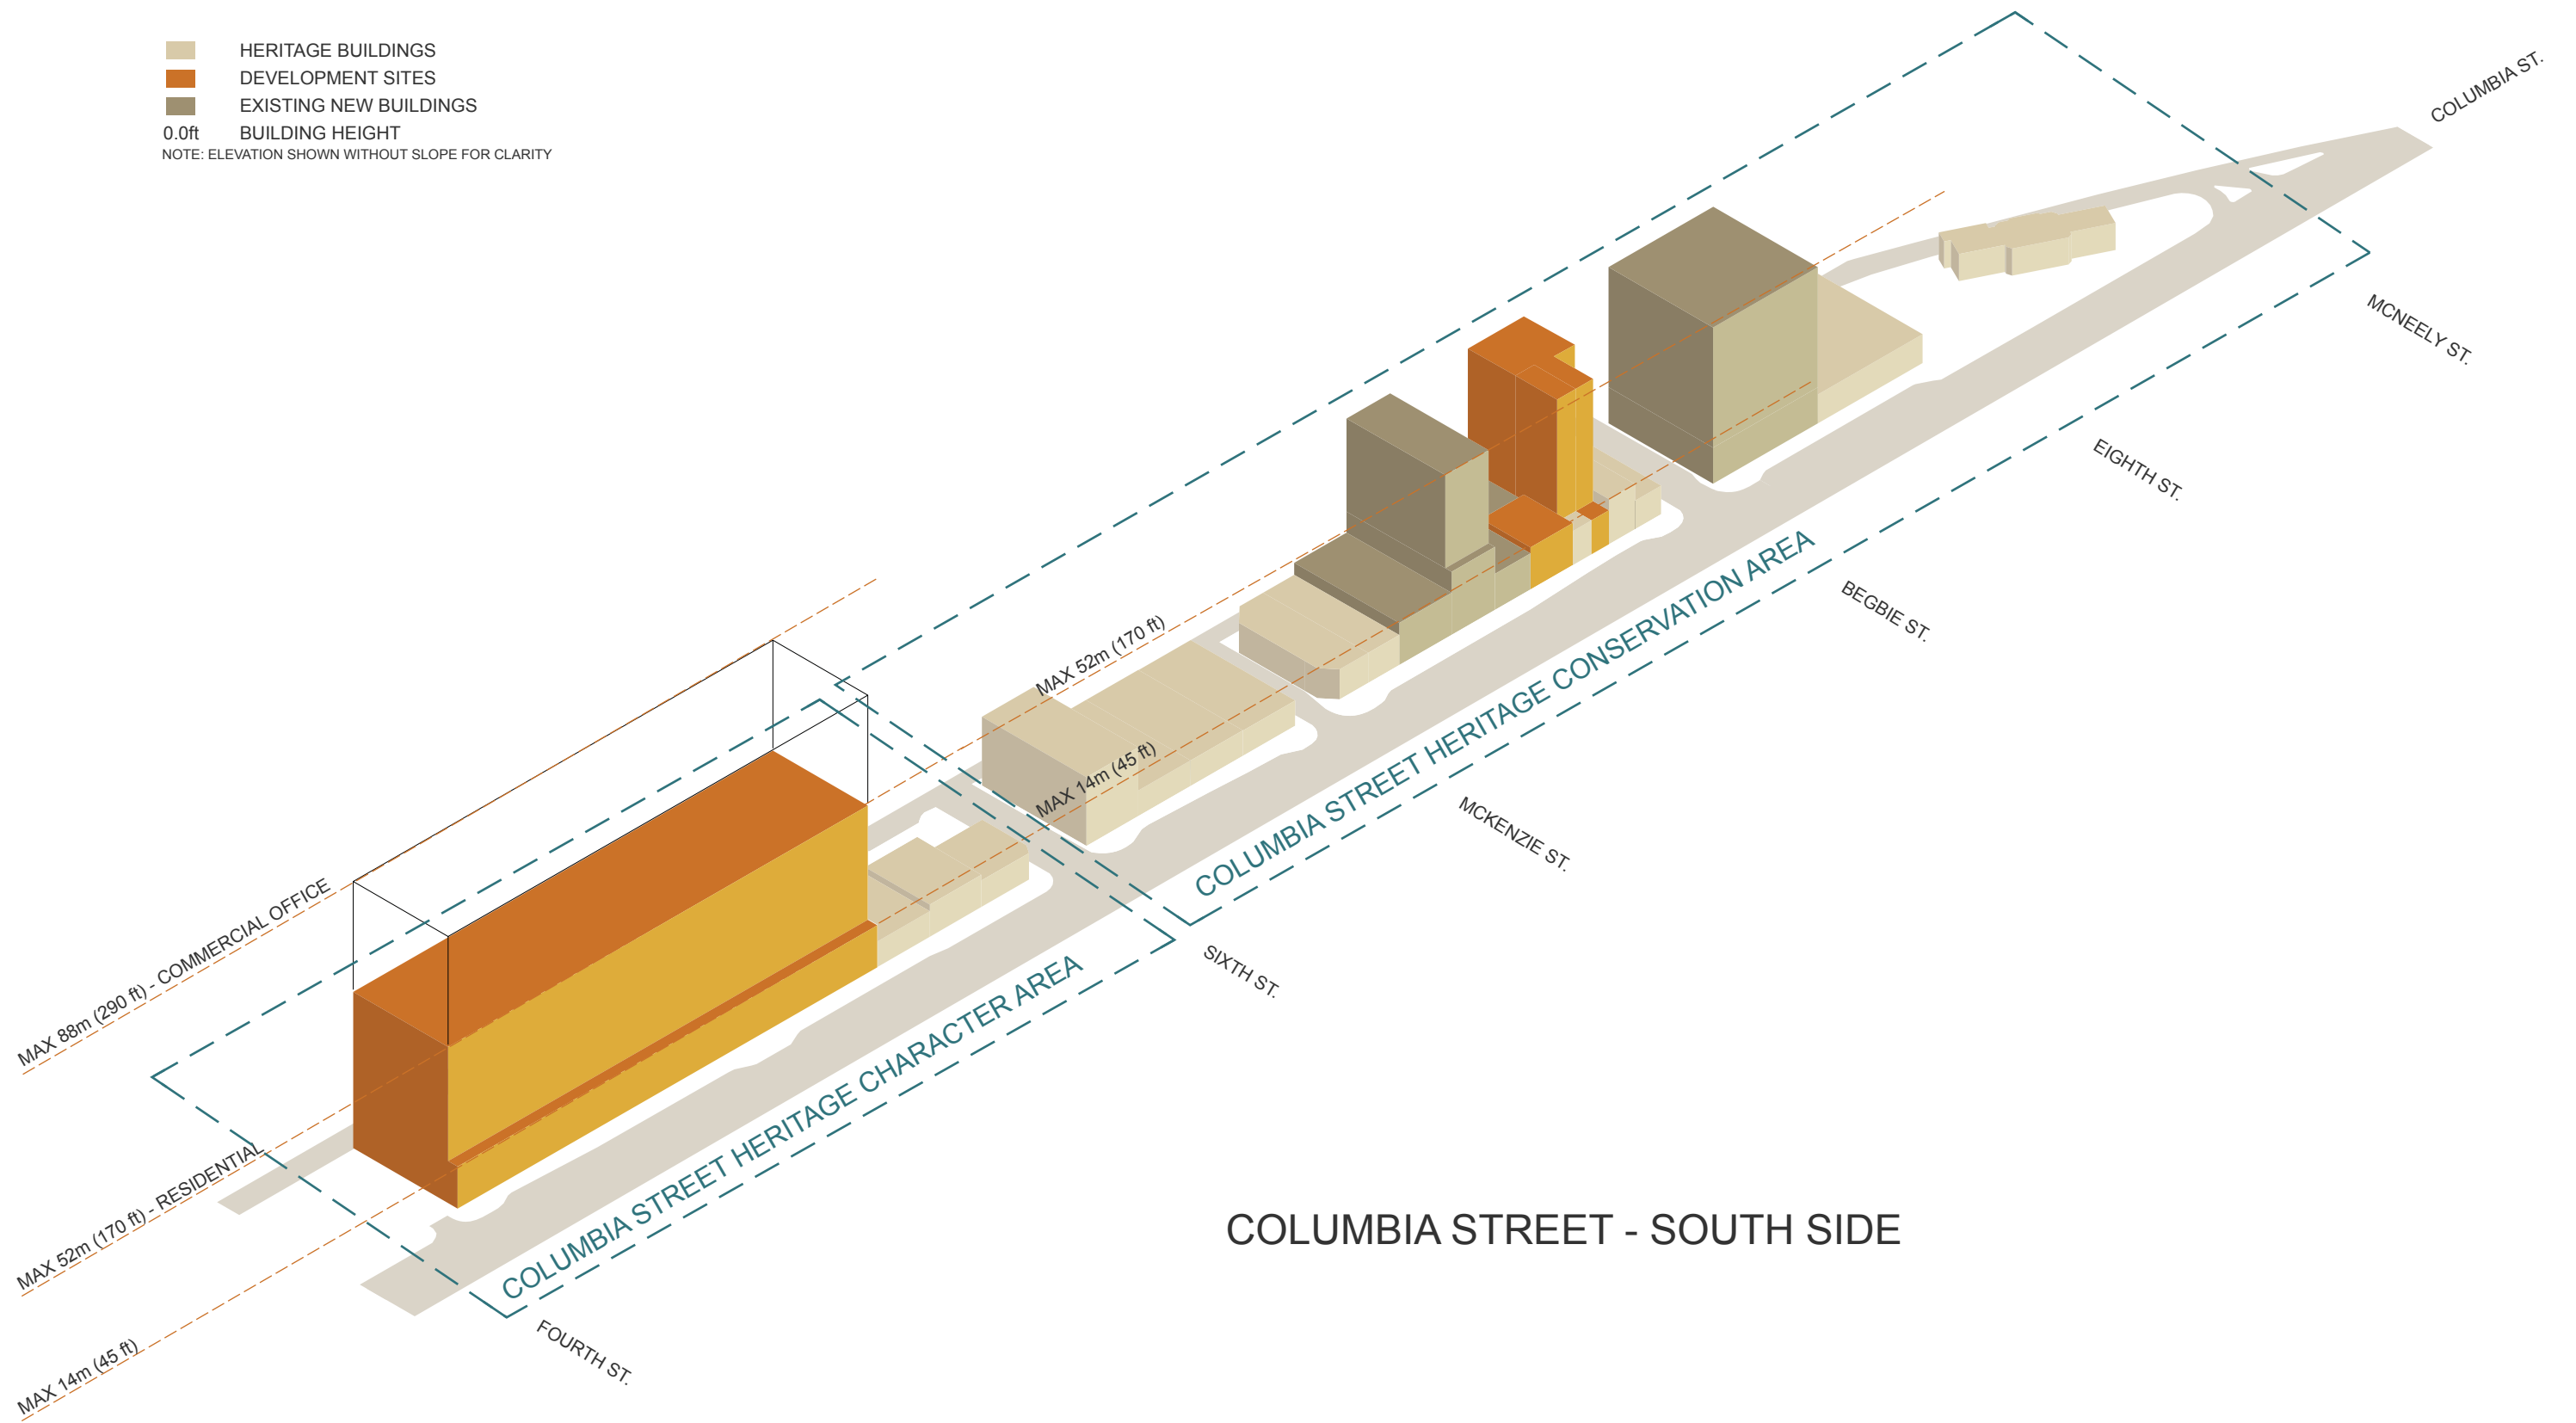 HERITAGE BUILDINGS
DEVELOPMENT SITES
EXISTING NEW BUILDINGS
0.0ft BUILDING HEIGHT
NOTE: ELEVATION SHOWN WITHOUT SLOPE FOR CLARITY
COLUMBIA ST.
MCNEELY ST.
EIGHTH ST.
BEGBIE ST.
MCKENZIE ST.
SIXTH ST.
FOURTH ST.
MAX 52m (170 ft)
MAX 14m (45 ft)
COLUMBIA STREET HERITAGE CONSERVATION AREA
COLUMBIA STREET HERITAGE CHARACTER AREA
MAX 88m (290 ft) - COMMERCIAL OFFICE
MAX 52m (170 ft) - RESIDENTIAL
MAX 14m (45 ft)
COLUMBIA STREET - SOUTH SIDE